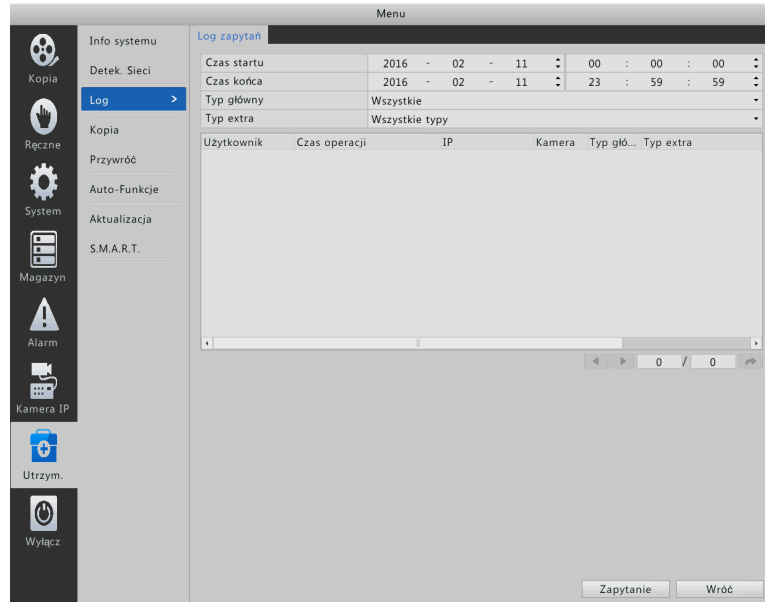 Menu
Kopia
Ręczne
System
Magazyn
Alarm
Kamera IP
Utrzym.
Wyłącz
Info systemu
Detek. Sieci
Log >
Kopia
Przywróć
Auto-Funkcje
Aktualizacja
S.M.A.R.T.
Log zapytań
Czas startu 2016 - 02 - 11 00 : 00 : 00
Czas końca 2016 - 02 - 11 23 : 59 : 59
Typ główny Wszystkie
Typ extra Wszystkie typy
Użytkownik Czas operacji IP Kamera Typ głó... Typ extra
0 / 0
Zapytanie Wróć